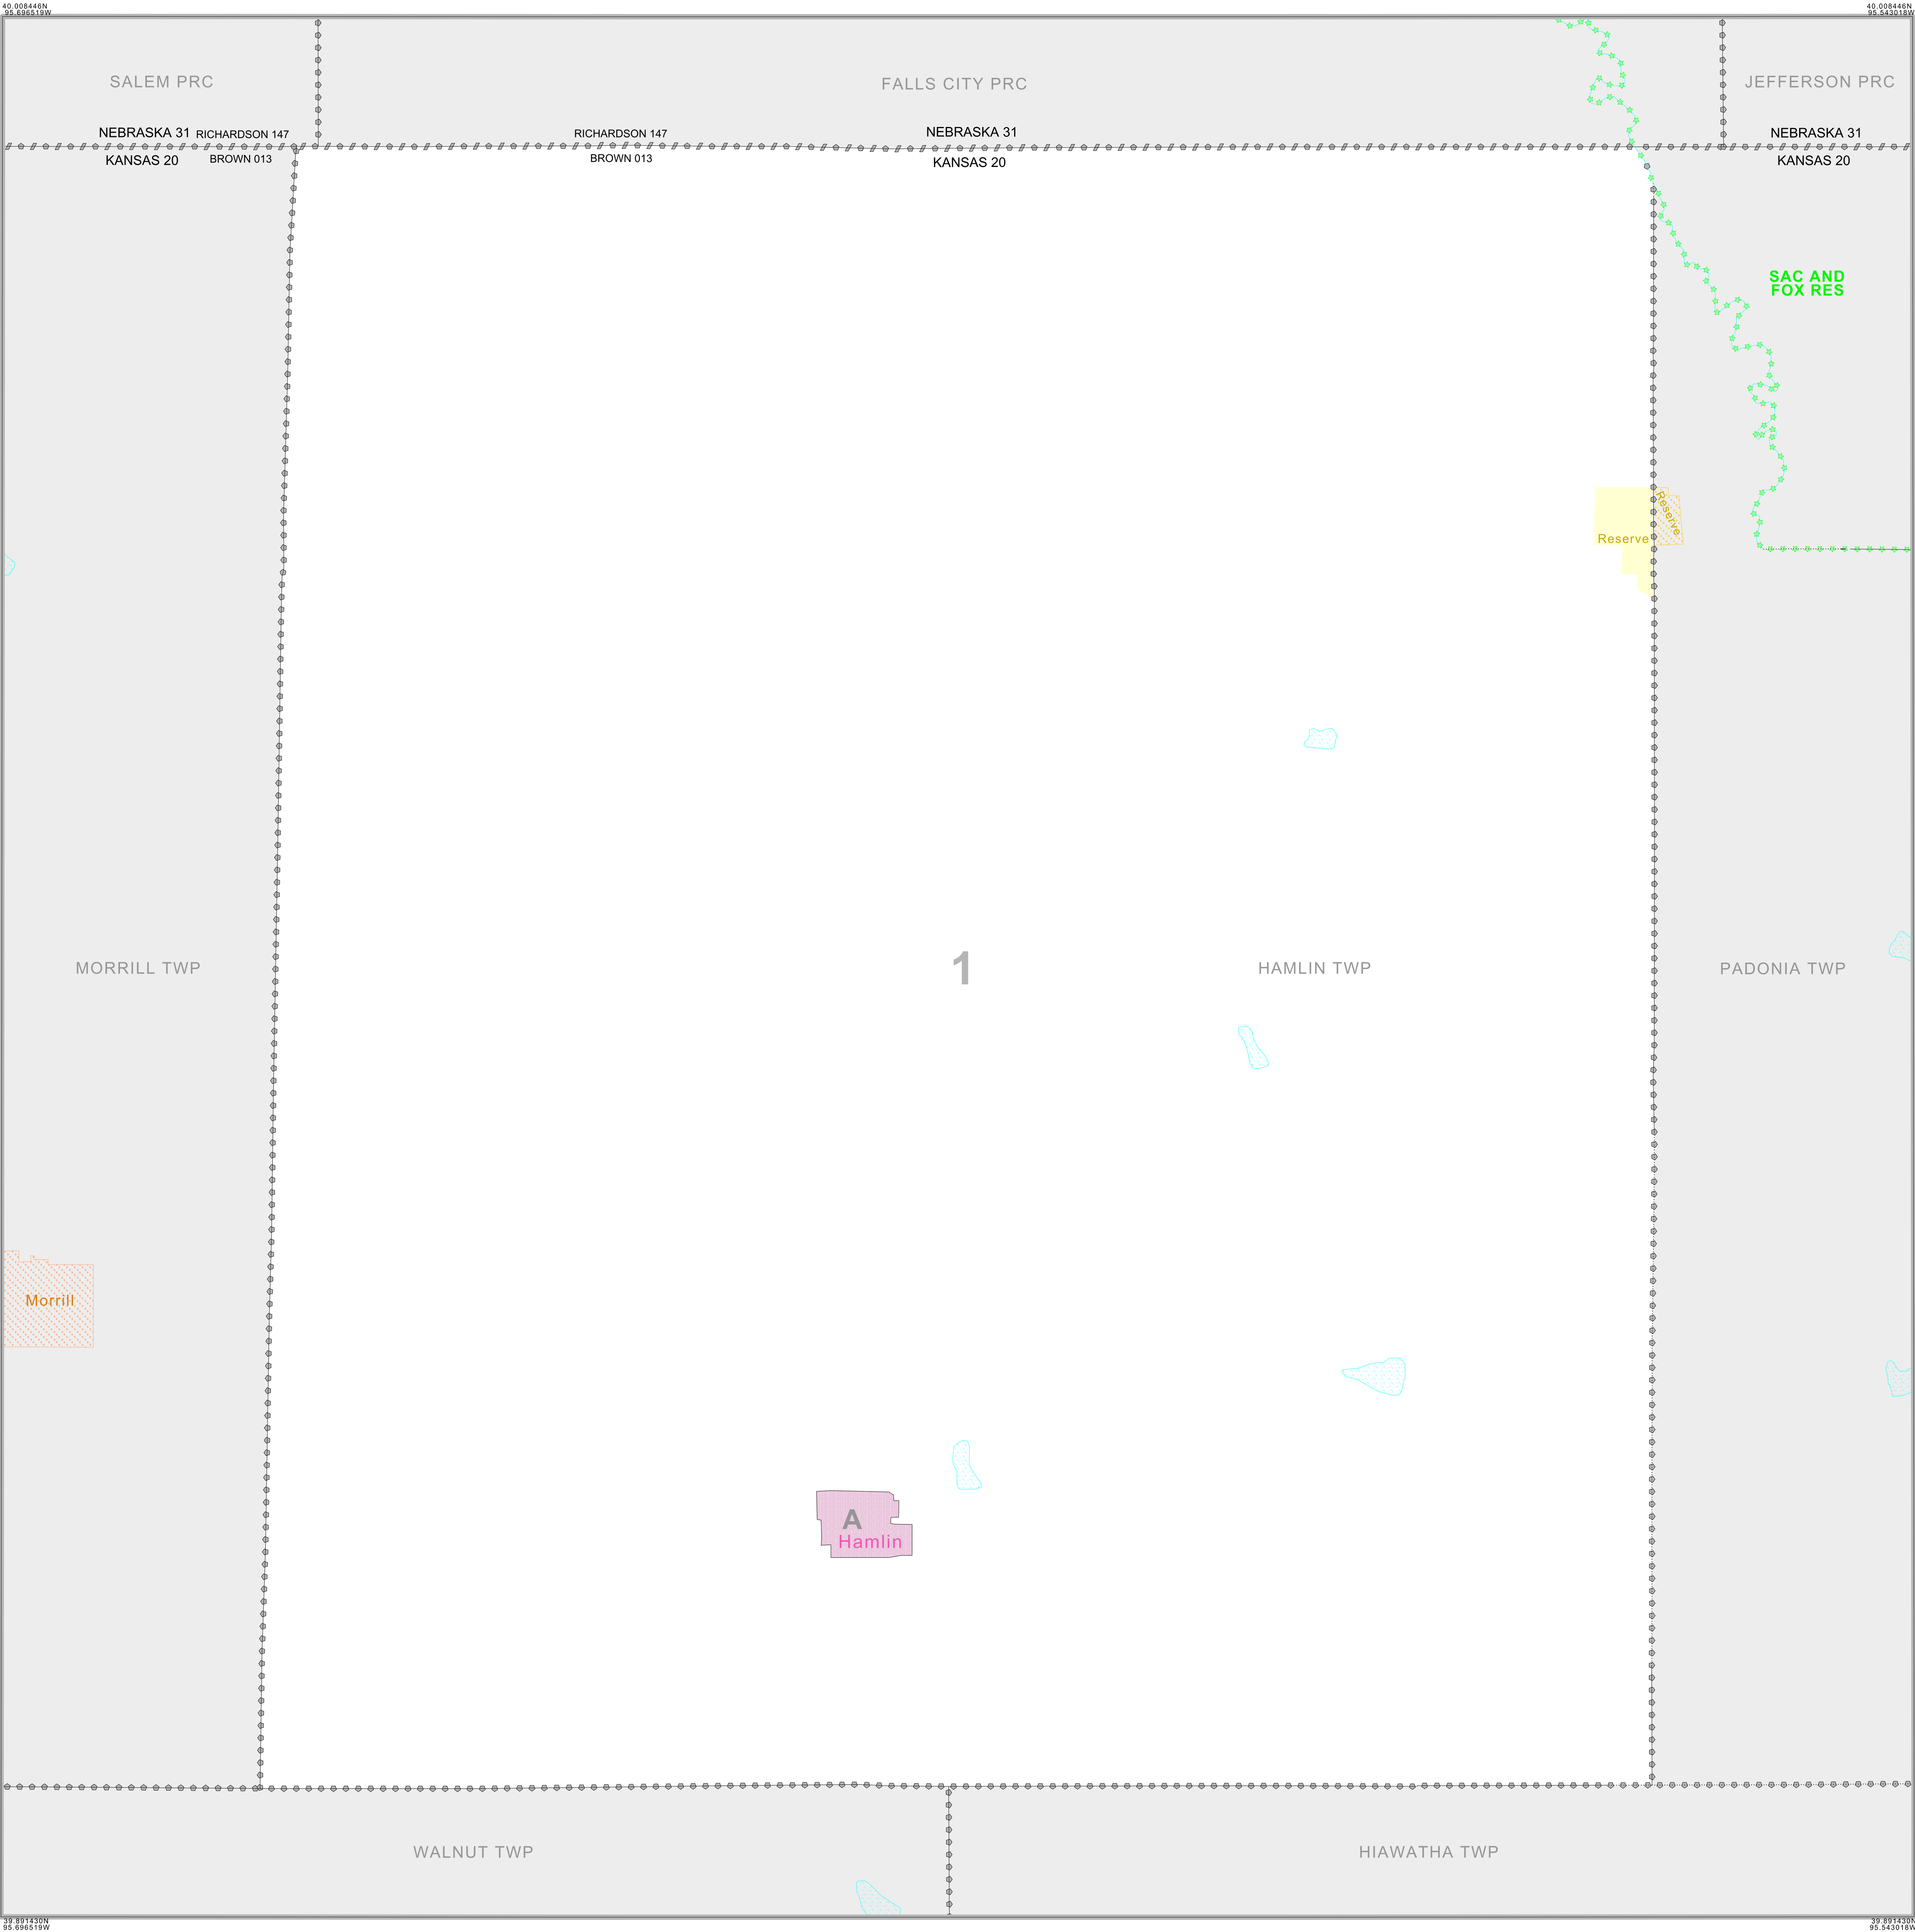 40.008446N
95.696519W
40.008446N
95.543018W
SALEM PRC
FALLS CITY PRC
JEFFERSON PRC
NEBRASKA 31
RICHARDSON 147
RICHARDSON 147
NEBRASKA 31
NEBRASKA 31
KANSAS 20
BROWN 013
BROWN 013
KANSAS 20
KANSAS 20
SAC AND
FOX RES
Reserve
Reserve
MORRILL TWP
1
HAMLIN TWP
PADONIA TWP
Morrill
A
Hamlin
WALNUT TWP
HIAWATHA TWP
39.891430N
95.696519W
39.891430N
95.543018W